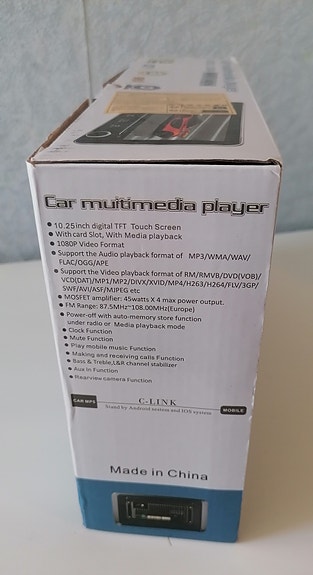 Car multimedia player
10.25inch digital TFT Touch Screen
With card Slot, With Media playback
1080P Video Format
Support the Audio playback format of MP3/WMA/WAV/
FLAC/OGG/APE
Support the Video playback format of RM/RMVB/DVD(VOB)/
VCD(DAT)/MP1/MP2/DIVX/XVID/MP4/H263/H264/FLV/3GP/
SWF/AVI/ASF/MJPEG etc
MOSFET amplifier: 45watts X 4 max power output.
FM Range: 87.5MHz~108.00MHz(Europe)
Power-off with auto-memory store function
under radio or Media playback mode
Clock Function
Mute Function
Play mobile music Function
Making and receiving calls Function
Bass & Treble,L&R channel stabilizer
Aux in Function
Rearview camera Function
CAR MP5 C-LINK MOBILE
Stand by Android system and IOS system
Made in China